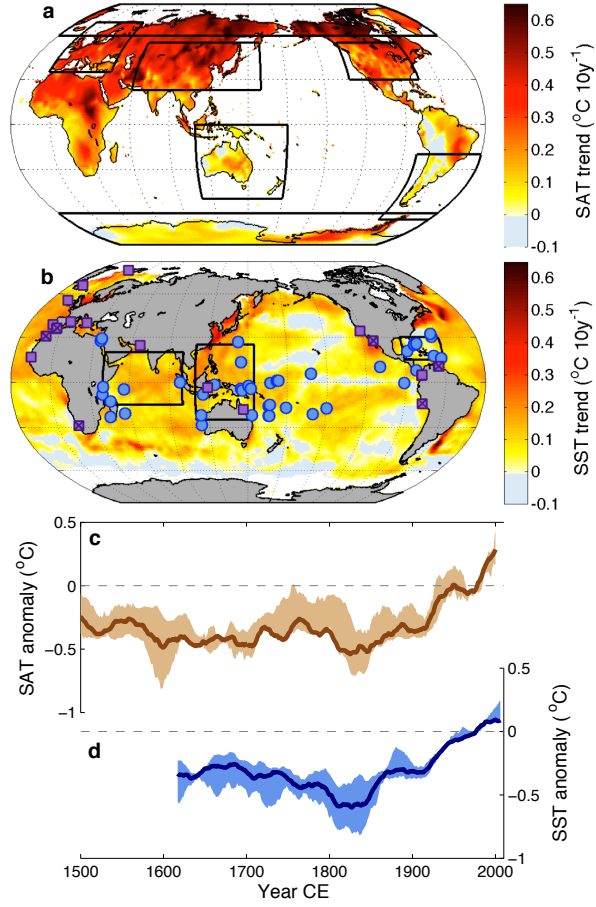 a
0.6
0.5
0.4
0.3
0.2
0.1
0
-0.1
SAT trend (°C 10y⁻¹)
b
0.6
0.5
0.4
0.3
0.2
0.1
0
-0.1
SST trend (°C 10y⁻¹)
c
0.5
0
−0.5
−1
SAT anomaly (°C)
d
0.5
0
−0.5
−1
SST anomaly (°C)
1500 1600 1700 1800 1900 2000
Year CE